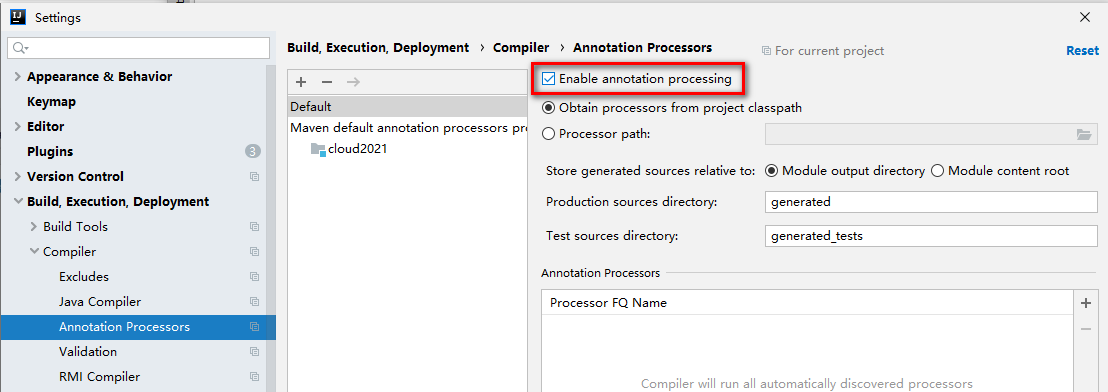 IJ Settings
Build, Execution, Deployment › Compiler › Annotation Processors For current project Reset
Appearance & Behavior
Keymap
Editor
Plugins 3
Version Control
Build, Execution, Deployment
Build Tools
Compiler
Excludes
Java Compiler
Annotation Processors
Validation
RMI Compiler
Default
Maven default annotation processors pr
cloud2021
Enable annotation processing
Obtain processors from project classpath
Processor path:
Store generated sources relative to: Module output directory Module content root
Production sources directory: generated
Test sources directory: generated_tests
Annotation Processors
Processor FQ Name
Compiler will run all automatically discovered processors